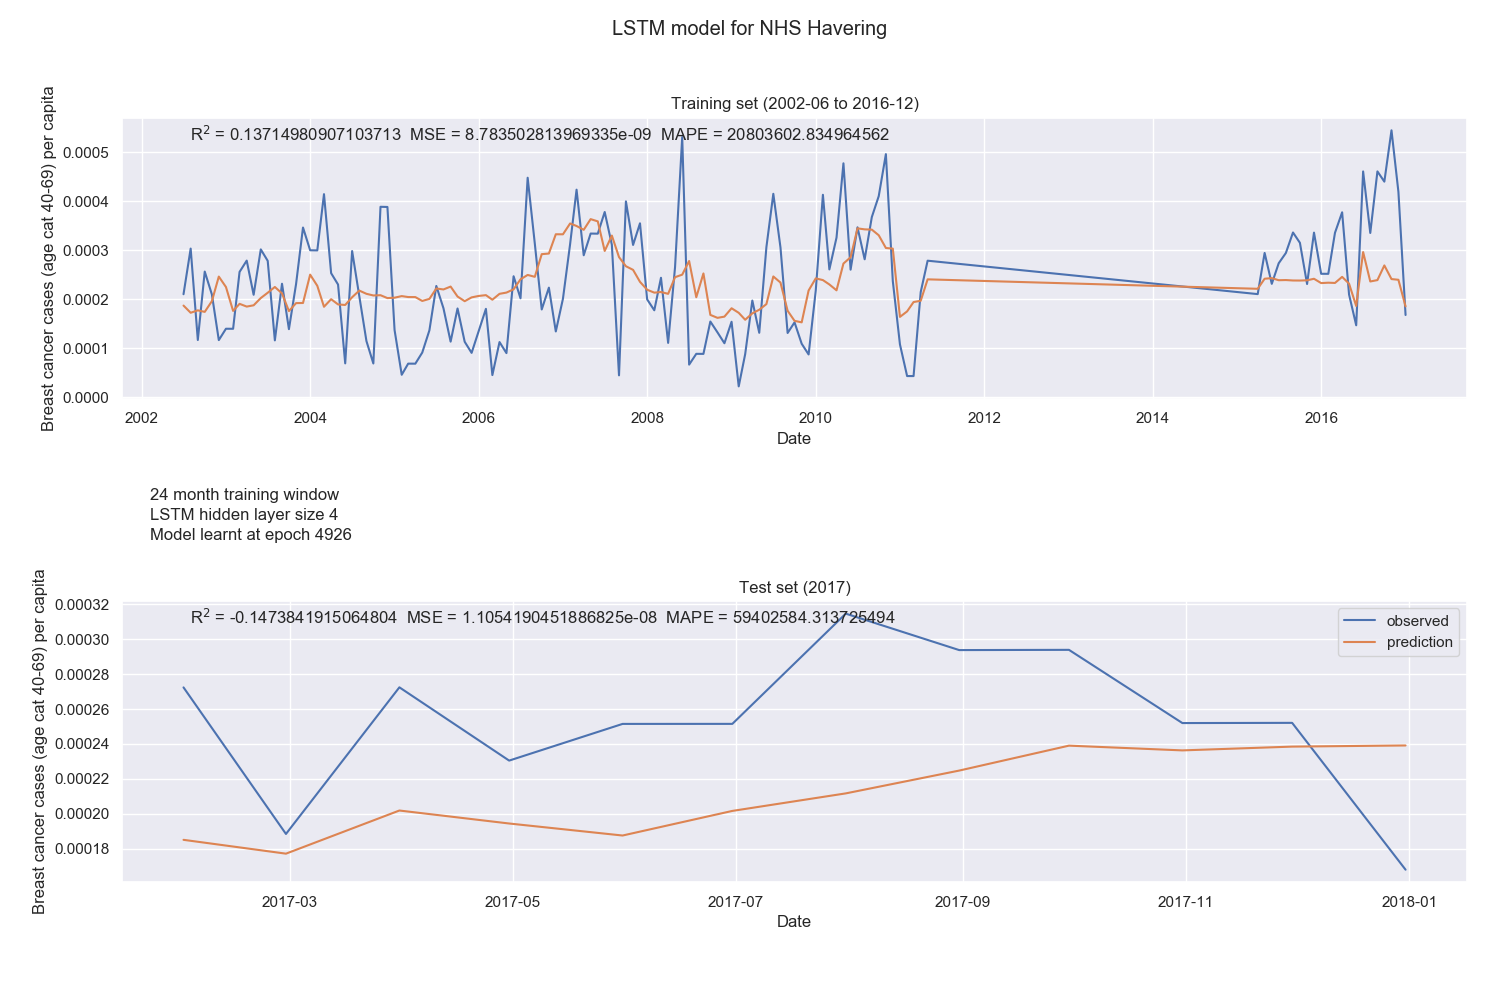 LSTM model for NHS Havering
Training set (2002-06 to 2016-12)
R² = 0.13714980907103713 MSE = 8.783502813969335e-09 MAPE = 20803602.834964562
Breast cancer cases (age cat 40-69) per capita
0.0005
0.0004
0.0003
0.0002
0.0001
0.0000
2002 2004 2006 2008 2010 2012 2014 2016
Date
24 month training window
LSTM hidden layer size 4
Model learnt at epoch 4926
Test set (2017)
R² = -0.1473841915064804 MSE = 1.1054190451886825e-08 MAPE = 59402584.313725494
observed
prediction
Breast cancer cases (age cat 40-69) per capita
0.00032
0.00030
0.00028
0.00026
0.00024
0.00022
0.00020
0.00018
2017-03 2017-05 2017-07 2017-09 2017-11 2018-01
Date